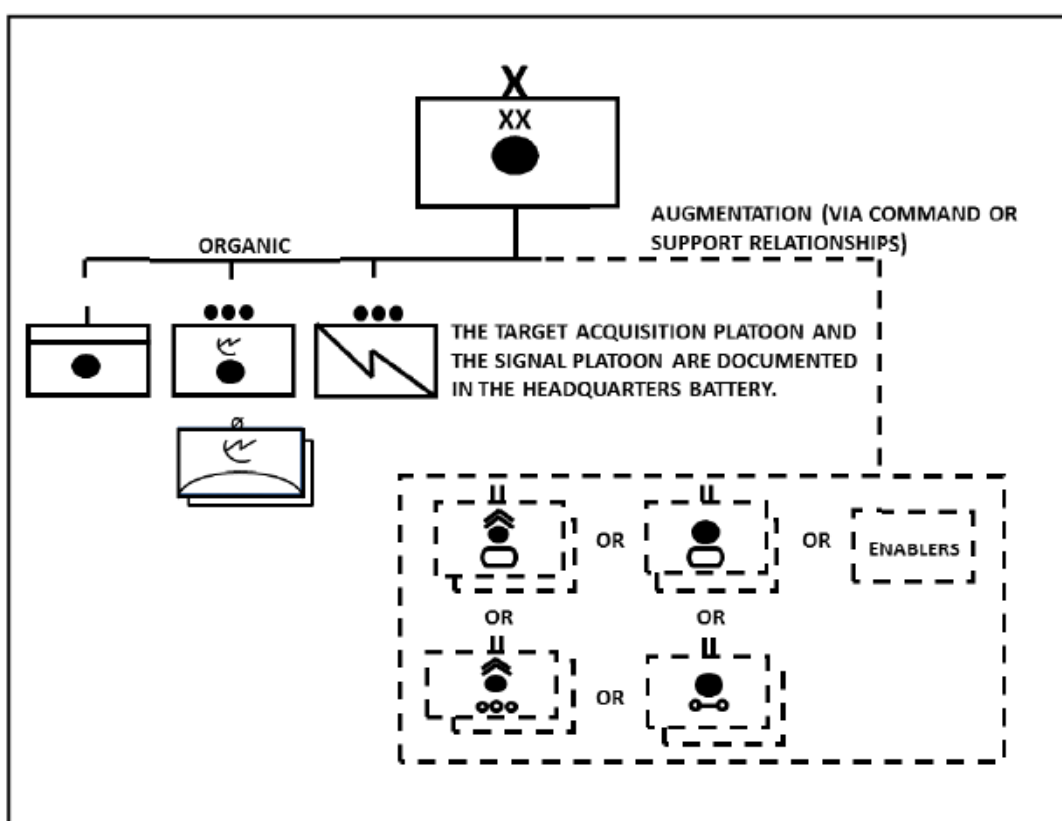 X
XX
AUGMENTATION (VIA COMMAND OR
SUPPORT RELATIONSHIPS)
ORGANIC
THE TARGET ACQUISITION PLATOON AND
THE SIGNAL PLATOON ARE DOCUMENTED
IN THE HEADQUARTERS BATTERY.
Ø
OR
OR
ENABLERS
OR
OR
OR